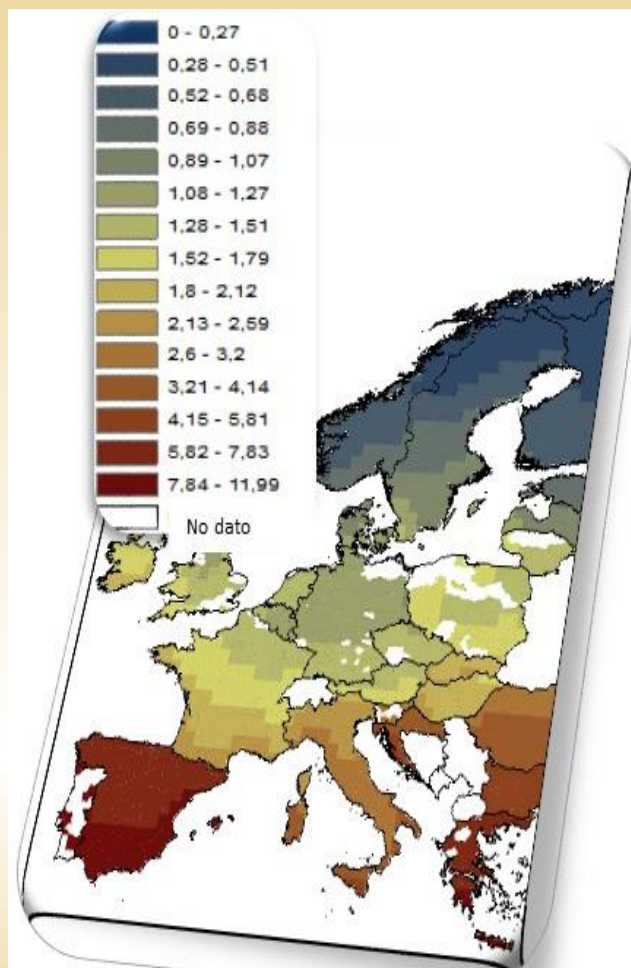 0 - 0,27
0,28 - 0,51
0,52 - 0,68
0,69 - 0,88
0,89 - 1,07
1,08 - 1,27
1,28 - 1,51
1,52 - 1,79
1,8 - 2,12
2,13 - 2,59
2,6 - 3,2
3,21 - 4,14
4,15 - 5,81
5,82 - 7,83
7,84 - 11,99
No dato